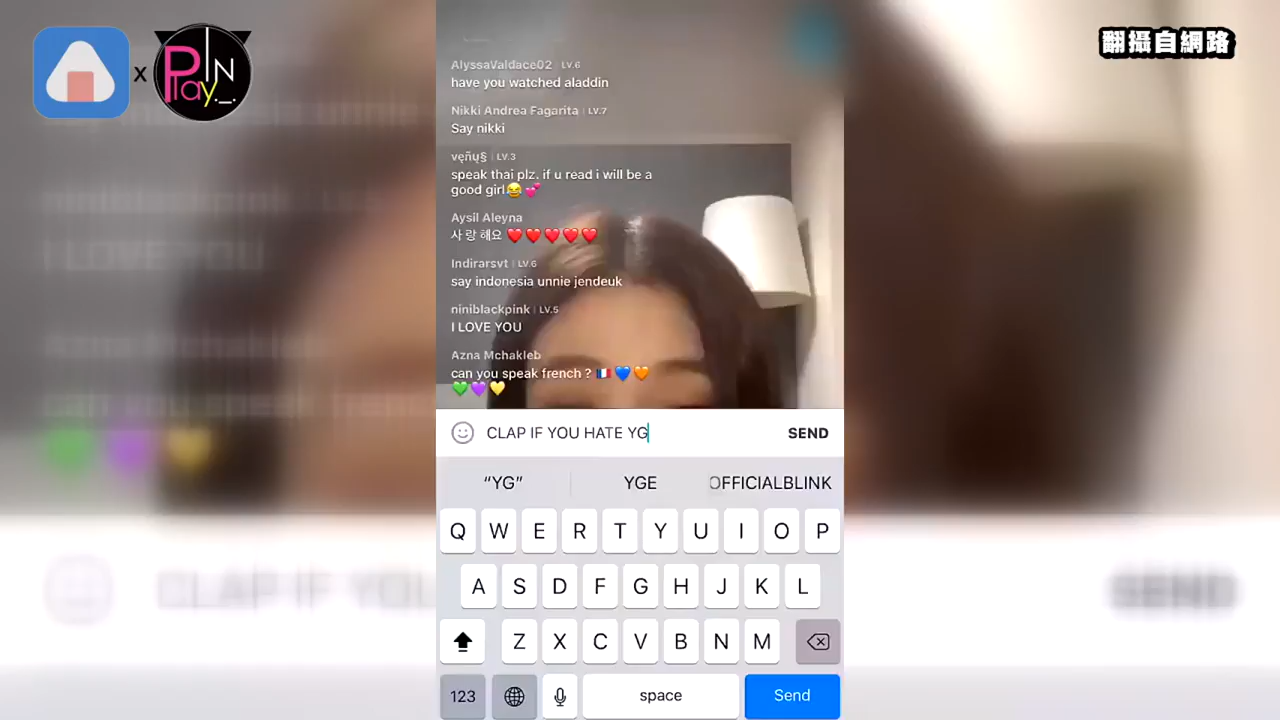 x
Play IN
翻攝自網路
AlyssaValdace02 LV.6
have you watched aladdin
Nikki Andrea Fagarita LV.7
Say nikki
vęñų§ LV.3
speak thai plz. if u read i will be a
good girl😂💕
Aysil Aleyna
사 랑 해요 ❤️❤️❤️❤️❤️
Indirarsvt LV.6
say indonesia unnie jendeuk
niniblackpink LV.5
I LOVE YOU
Azna Mchakleb
can you speak french ? 🇫🇷💙🧡
💚💜💛
CLAP IF YOU HATE YG
SEND
“YG”
YGE
OFFICIALBLINK
Q W E R T Y U I O P
A S D F G H J K L
Z X C V B N M
123
space
Send